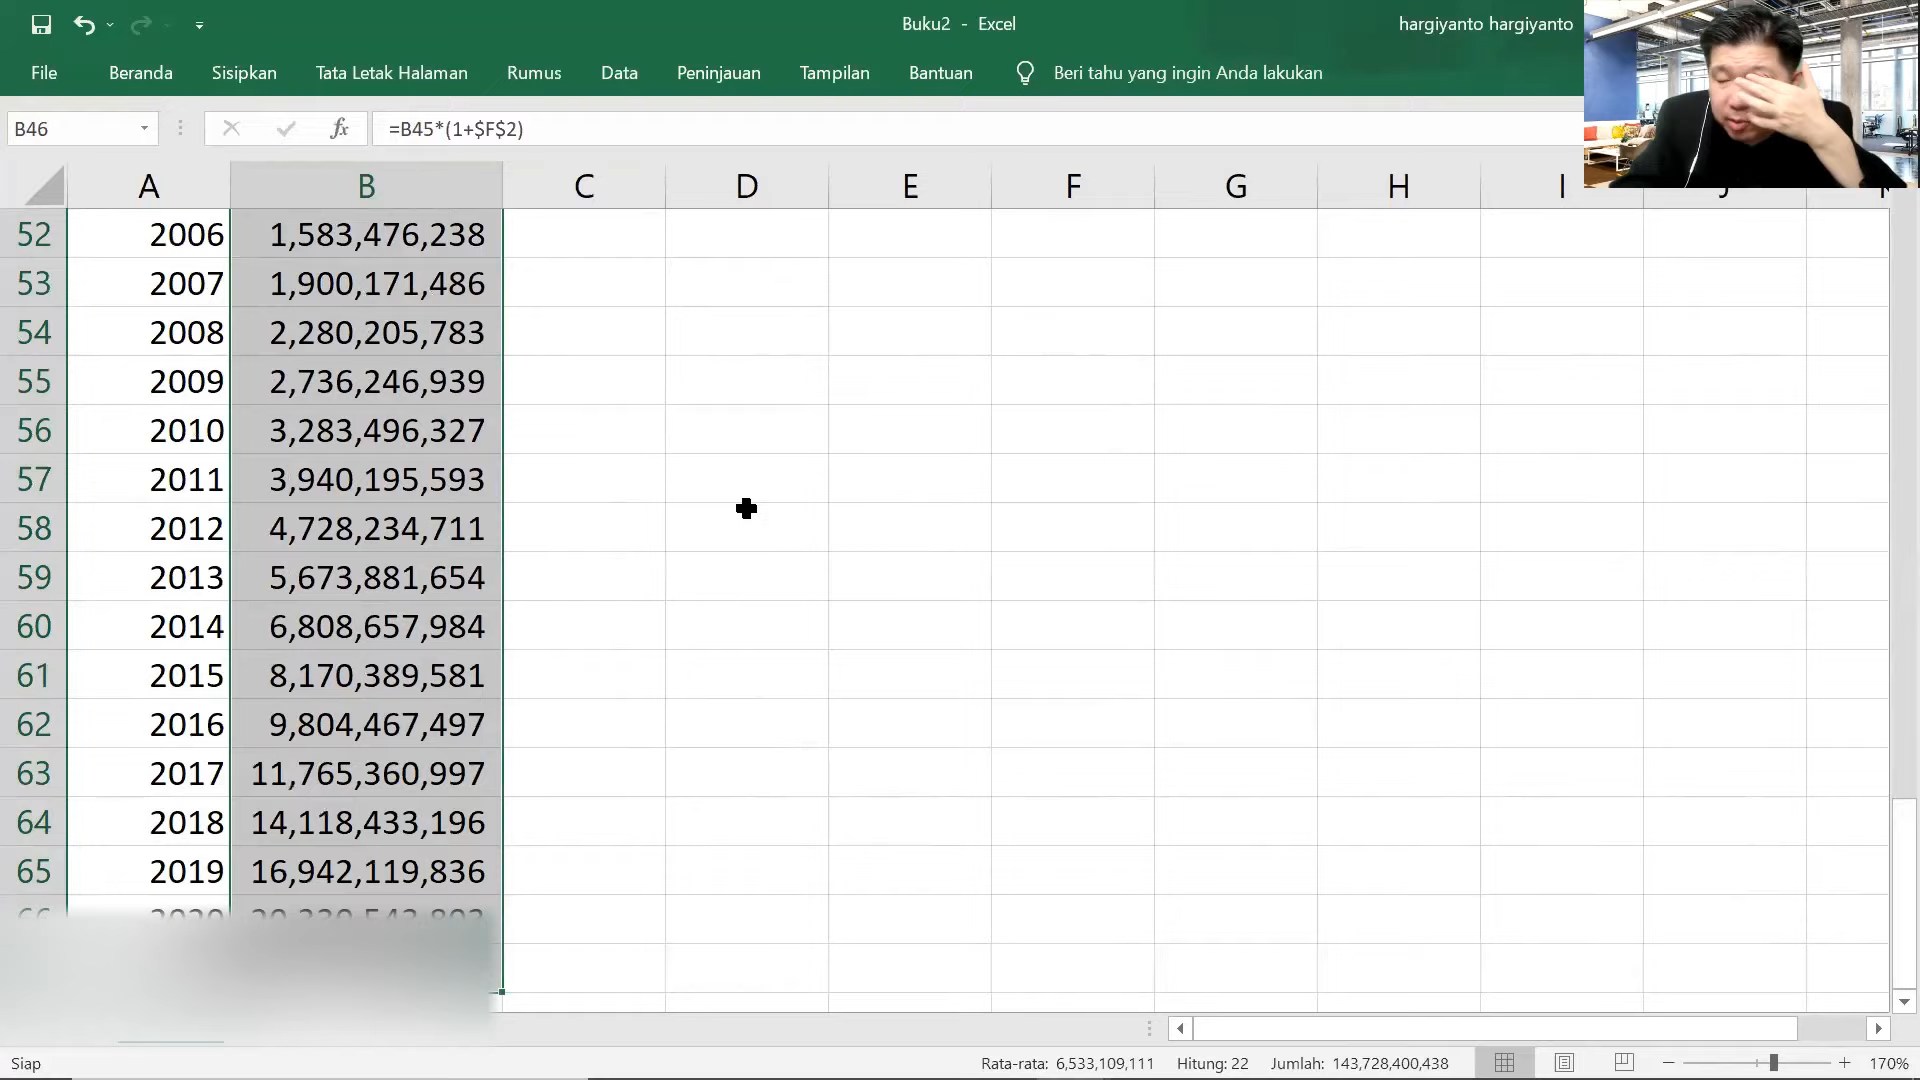 Buku2 - Excel
hargiyanto hargiyanto
File Beranda Sisipkan Tata Letak Halaman Rumus Data Peninjauan Tampilan Bantuan Beri tahu yang ingin Anda lakukan
B46 fx =B45*(1+$F$2)
A B C D E F G H I
52 2006 1,583,476,238
53 2007 1,900,171,486
54 2008 2,280,205,783
55 2009 2,736,246,939
56 2010 3,283,496,327
57 2011 3,940,195,593
58 2012 4,728,234,711
59 2013 5,673,881,654
60 2014 6,808,657,984
61 2015 8,170,389,581
62 2016 9,804,467,497
63 2017 11,765,360,997
64 2018 14,118,433,196
65 2019 16,942,119,836
Siap Rata-rata: 6,533,109,111 Hitung: 22 Jumlah: 143,728,400,438 170%